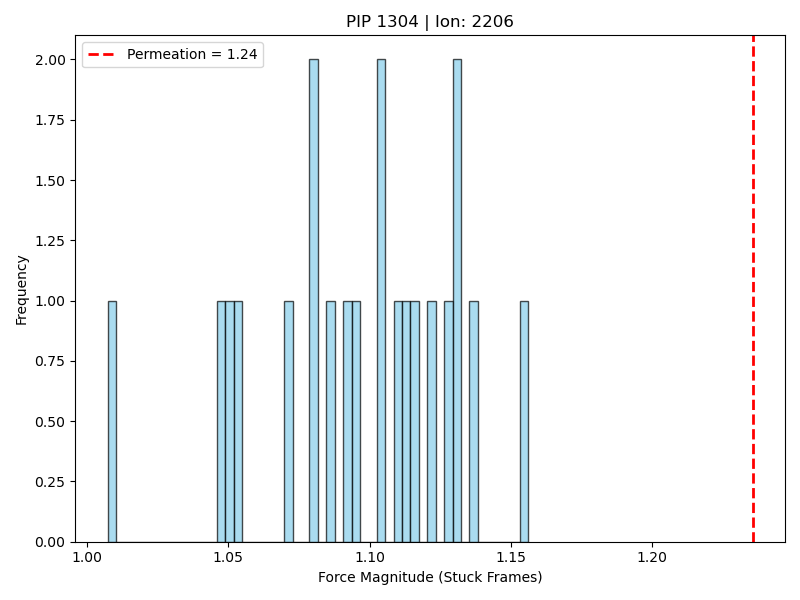 PIP 1304 | Ion: 2206
Permeation = 1.24
Frequency
2.00
1.75
1.50
1.25
1.00
0.75
0.50
0.25
0.00
1.00 1.05 1.10 1.15 1.20
Force Magnitude (Stuck Frames)